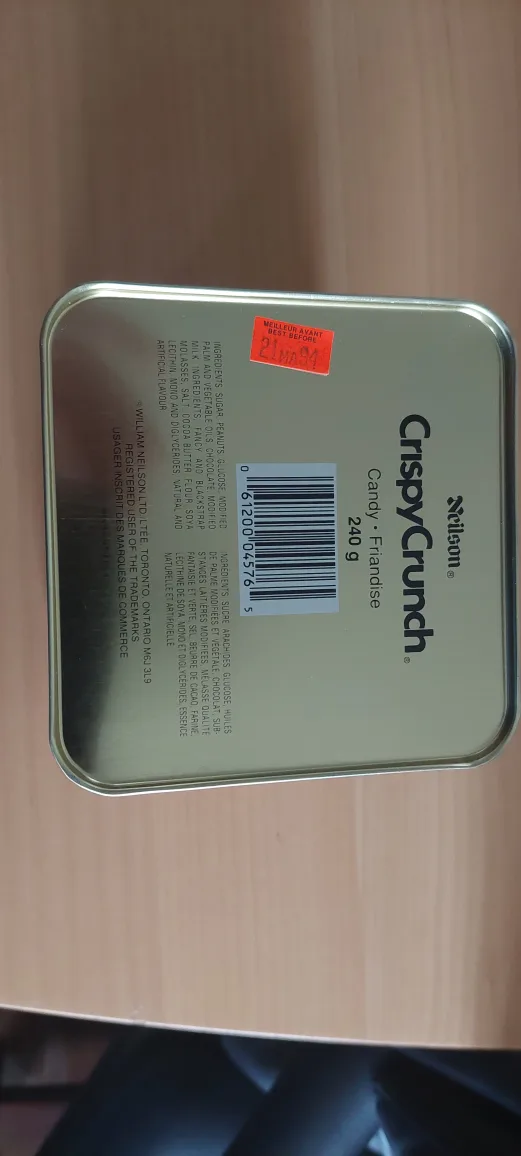 Neilson®
CrispyCrunch®
Candy • Friandise
240 g
MEILLEUR AVANT
BEST BEFORE
21 MA 94
0 61200 04576 5
INGREDIENTS: SUGAR, PEANUTS, GLUCOSE, MODIFIED
PALM AND VEGETABLE OILS, CHOCOLATE, MODIFIED
MILK INGREDIENTS, FANCY AND BLACKSTRAP
MOLASSES, SALT, COCOA BUTTER, FLOUR, SOYA
LECITHIN, MONO AND DIGLYCERIDES, NATURAL AND
ARTIFICIAL FLAVOUR
INGRÉDIENTS: SUCRE, ARACHIDES, GLUCOSE, HUILES
DE PALME MODIFIÉES ET VÉGÉTALE, CHOCOLAT, SUB-
STANCES LAITIÈRES MODIFIÉES, MÉLASSE QUALITÉ
FANTAISIE ET VERTE, SEL, BEURRE DE CACAO, FARINE,
LÉCITHINE DE SOYA, MONO ET DIGLYCÉRIDES, ESSENCE
NATURELLE ET ARTIFICIELLE
WILLIAM NEILSON LTD./LTÉE, TORONTO, ONTARIO M6J 3L9
REGISTERED USER OF THE TRADEMARKS
USAGER INSCRIT DES MARQUES DE COMMERCE